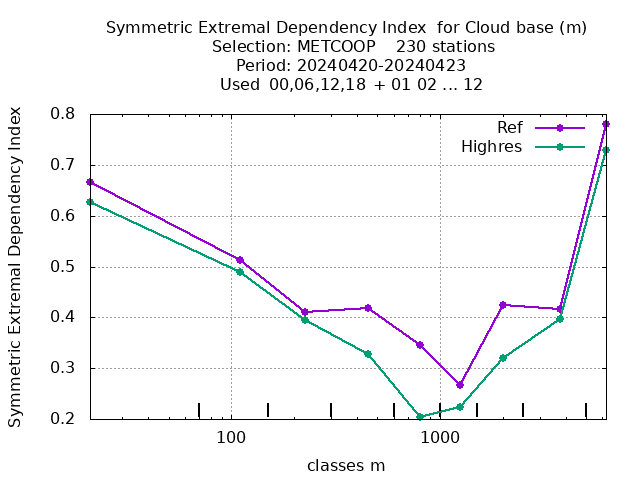 Symmetric Extremal Dependency Index  for Cloud base (m)
Selection: METCOOP    230 stations
Period: 20240420-20240423
Used 00,06,12,18 + 01 02 ... 12
Symmetric Extremal Dependency Index
0.8
0.7
0.6
0.5
0.4
0.3
0.2
Ref
Highres
100
1000
classes m